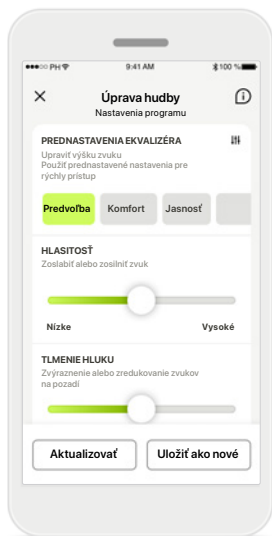 PH 9:41 AM 100 %
Úprava hudby
Nastavenia programu
PREDNASTAVENIA EKVALIZÉRA
Upraviť výšku zvuku
Použiť prednastavené nastavenia pre
rýchly prístup
Predvoľba Komfort Jasnosť
HLASITOSŤ
Zoslabiť alebo zosilniť zvuk
Nízke Vysoké
TLMENIE HLUKU
Zvýraznenie alebo zredukovanie zvukov
na pozadí
Aktualizovať Uložiť ako nové